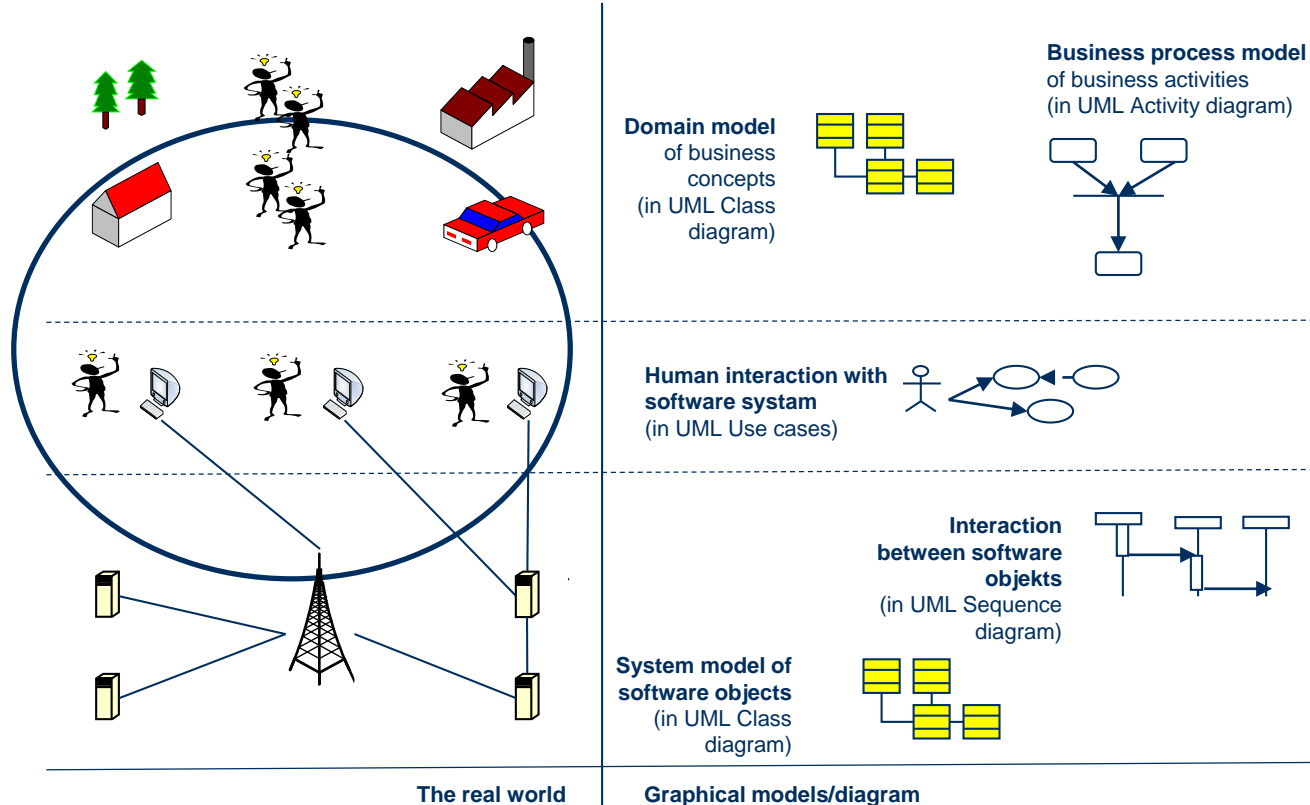 Business process model
of business activities
(in UML Activity diagram)
Domain model
of business
concepts
(in UML Class
diagram)
Human interaction with
software systam
(in UML Use cases)
Interaction
between software
objekts
(in UML Sequence
diagram)
System model of
software objects
(in UML Class
diagram)
The real world
Graphical models/diagram